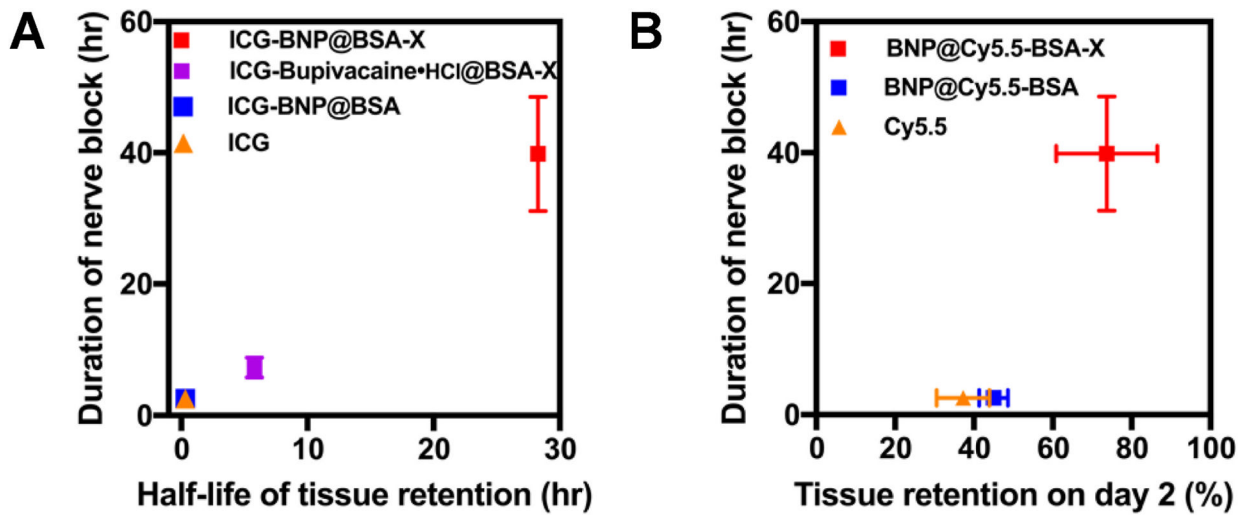 A
Duration of nerve block (hr)
60
40
20
0
ICG-BNP@BSA-X
ICG-Bupivacaine•HCl@BSA-X
ICG-BNP@BSA
ICG
0 10 20 30
Half-life of tissue retention (hr)
B
Duration of nerve block (hr)
60
40
20
0
BNP@Cy5.5-BSA-X
BNP@Cy5.5-BSA
Cy5.5
0 20 40 60 80 100
Tissue retention on day 2 (%)